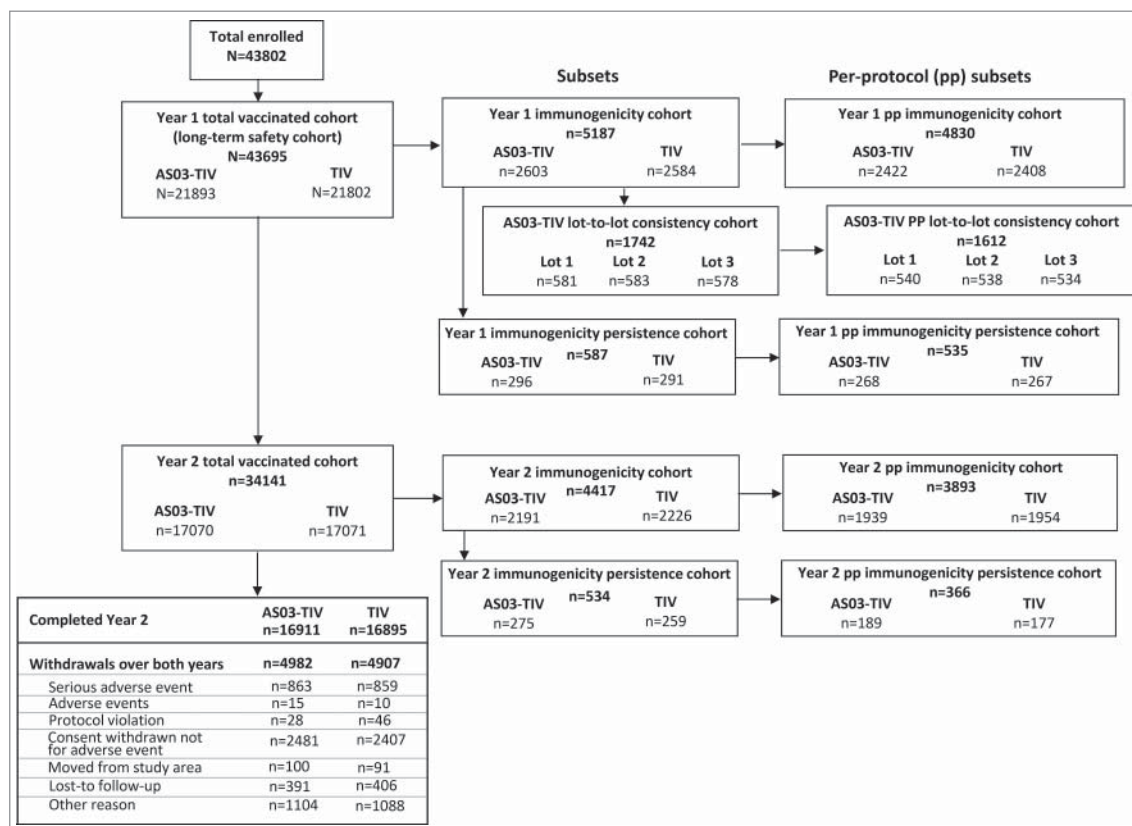 Total enrolled
N=43802
Subsets
Per-protocol (pp) subsets
Year 1 total vaccinated cohort
(long-term safety cohort)
N=43695
AS03-TIV TIV
N=21893 N=21802
Year 1 immunogenicity cohort
n=5187
AS03-TIV TIV
n=2603 n=2584
Year 1 pp immunogenicity cohort
n=4830
AS03-TIV TIV
n=2422 n=2408
AS03-TIV lot-to-lot consistency cohort
n=1742
Lot 1 Lot 2 Lot 3
n=581 n=583 n=578
AS03-TIV PP lot-to-lot consistency cohort
n=1612
Lot 1 Lot 2 Lot 3
n=540 n=538 n=534
Year 1 immunogenicity persistence cohort
n=587
AS03-TIV TIV
n=296 n=291
Year 1 pp immunogenicity persistence cohort
n=535
AS03-TIV TIV
n=268 n=267
Year 2 total vaccinated cohort
n=34141
AS03-TIV TIV
n=17070 n=17071
Year 2 immunogenicity cohort
n=4417
AS03-TIV TIV
n=2191 n=2226
Year 2 pp immunogenicity cohort
n=3893
AS03-TIV TIV
n=1939 n=1954
Year 2 immunogenicity persistence cohort
n=534
AS03-TIV TIV
n=275 n=259
Year 2 pp immunogenicity persistence cohort
n=366
AS03-TIV TIV
n=189 n=177
Completed Year 2 AS03-TIV TIV
n=16911 n=16895
Withdrawals over both years n=4982 n=4907
Serious adverse event n=863 n=859
Adverse events n=15 n=10
Protocol violation n=28 n=46
Consent withdrawn not
for adverse event n=2481 n=2407
Moved from study area n=100 n=91
Lost-to follow-up n=391 n=406
Other reason n=1104 n=1088